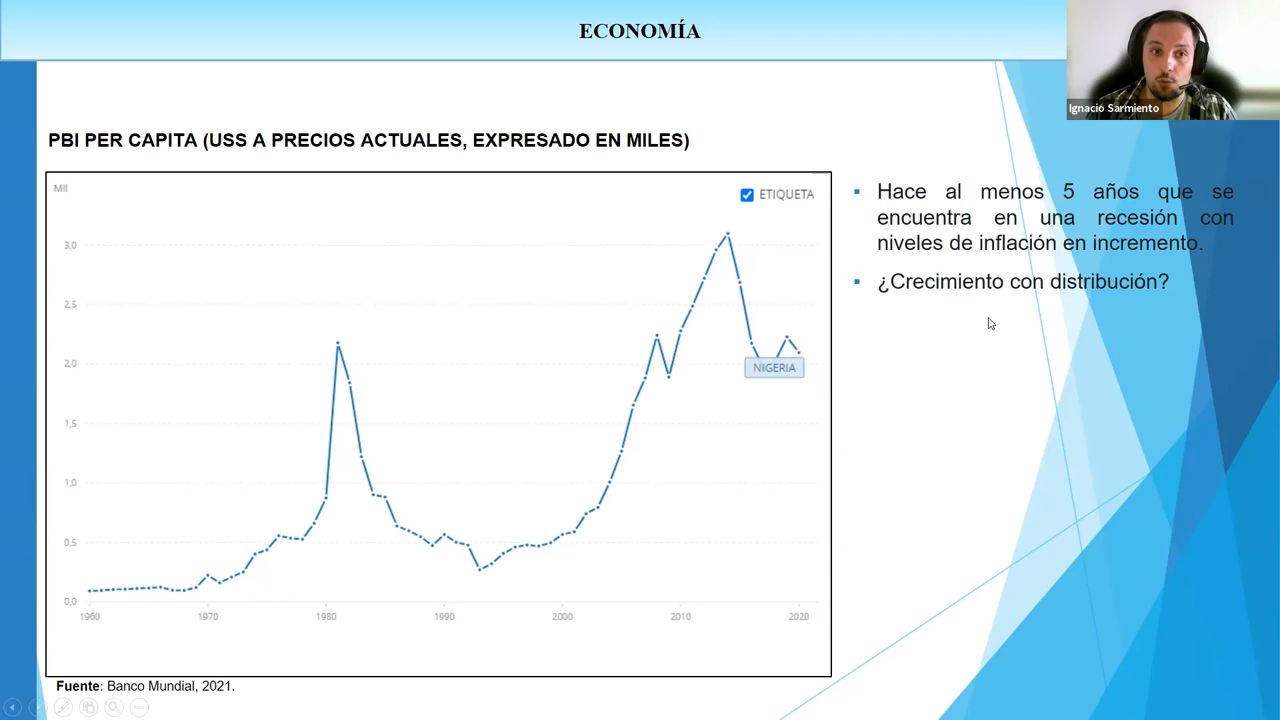 ECONOMÍA
Ignacio Sarmiento
PBI PER CAPITA (USS A PRECIOS ACTUALES, EXPRESADO EN MILES)
Mil
ETIQUETA
3,0
2,5
2,0
1,5
1,0
0,5
0,0
NIGERIA
1960 1970 1980 1990 2000 2010 2020
Fuente: Banco Mundial, 2021.
▪ Hace al menos 5 años que se
encuentra en una recesión con
niveles de inflación en incremento.
▪ ¿Crecimiento con distribución?